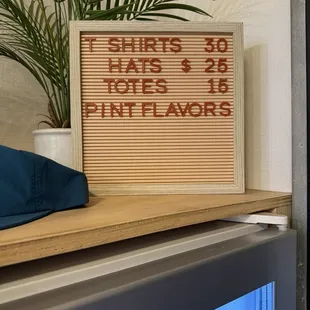 T SHIRTS 30
HATS $ 25
TOTES 15
PINT FLAVORS